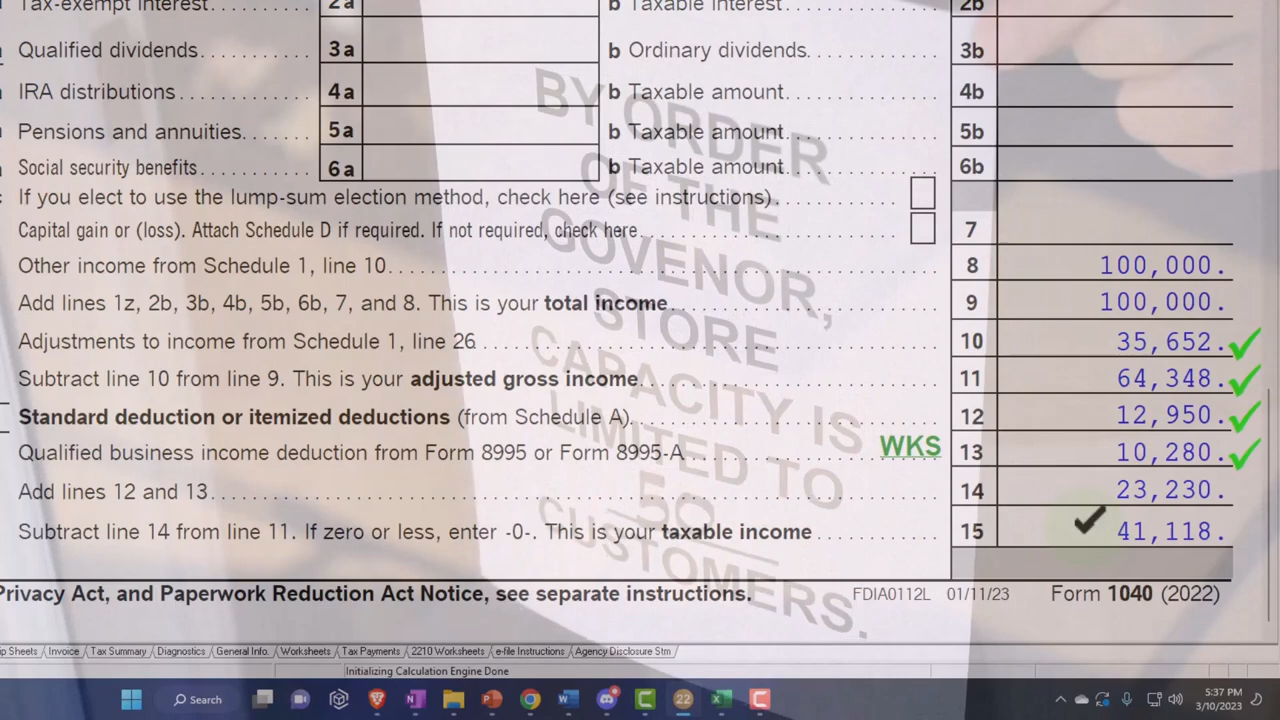 Tax-exempt interest 2a b Taxable interest 2b
Qualified dividends 3a b Ordinary dividends 3b
IRA distributions 4a b Taxable amount 4b
Pensions and annuities 5a b Taxable amount 5b
Social security benefits 6a b Taxable amount 6b
If you elect to use the lump-sum election method, check here (see instructions)
Capital gain or (loss). Attach Schedule D if required. If not required, check here 7
Other income from Schedule 1, line 10 8 100,000.
Add lines 1z, 2b, 3b, 4b, 5b, 6b, 7, and 8. This is your total income 9 100,000.
Adjustments to income from Schedule 1, line 26 10 35,652.
Subtract line 10 from line 9. This is your adjusted gross income 11 64,348.
Standard deduction or itemized deductions (from Schedule A) 12 12,950.
Qualified business income deduction from Form 8995 or Form 8995-A WKS 13 10,280.
Add lines 12 and 13 14 23,230.
Subtract line 14 from line 11. If zero or less, enter -0-. This is your taxable income 15 41,118.
Privacy Act, and Paperwork Reduction Act Notice, see separate instructions. FDIA0112L 01/11/23 Form 1040 (2022)
BY ORDER
OF THE
GOVENOR,
STORE
CAPACITY IS
LIMITED TO
50
CUSTOMERS.
Sheets Invoice Tax Summary Diagnostics General Info. Worksheets Tax Payments 2210 Worksheets e-file Instructions Agency Disclosure Stm
Initializing Calculation Engine Done
Search 22 5:37 PM
3/10/2023